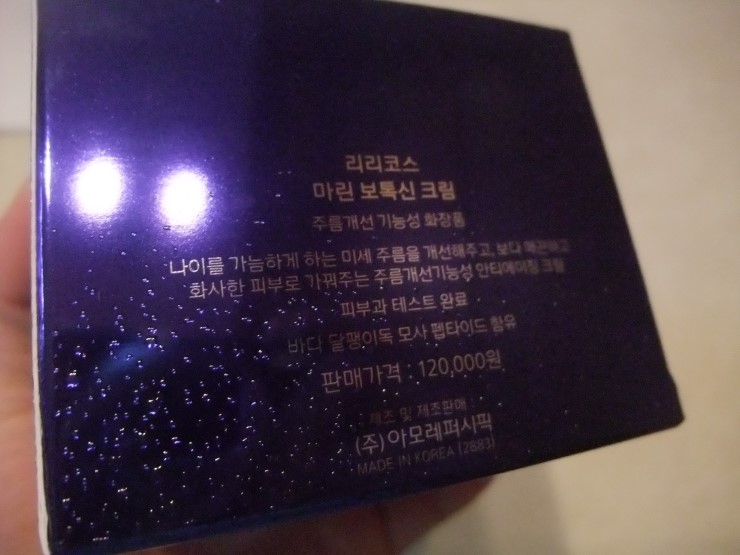 리리코스
마린 보톡신 크림
주름개선 기능성 화장품
나이를 가늠하게 하는 미세 주름을 개선해주고, 보다 매끈하고
화사한 피부로 가꿔주는 주름개선기능성 안티에이징 크림
피부과 테스트 완료
바다 달팽이독 모사 펩타이드 함유
판매가격 : 120,000원
제조 및 제조판매
(주)아모레퍼시픽
MADE IN KOREA (2883)